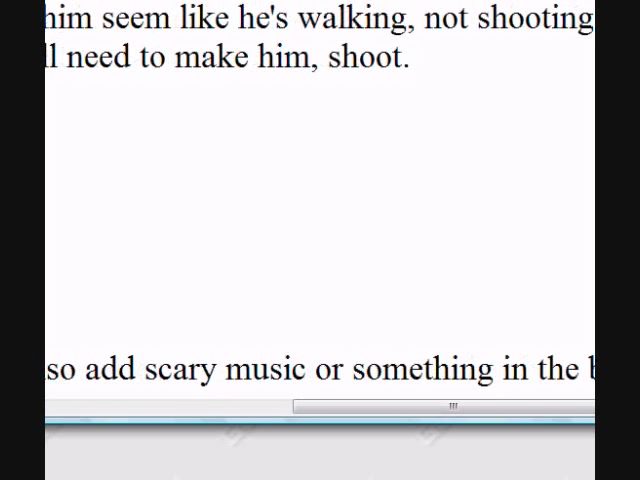 him seem like he's walking, not shooting
ll need to make him, shoot.
so add scary music or something in the